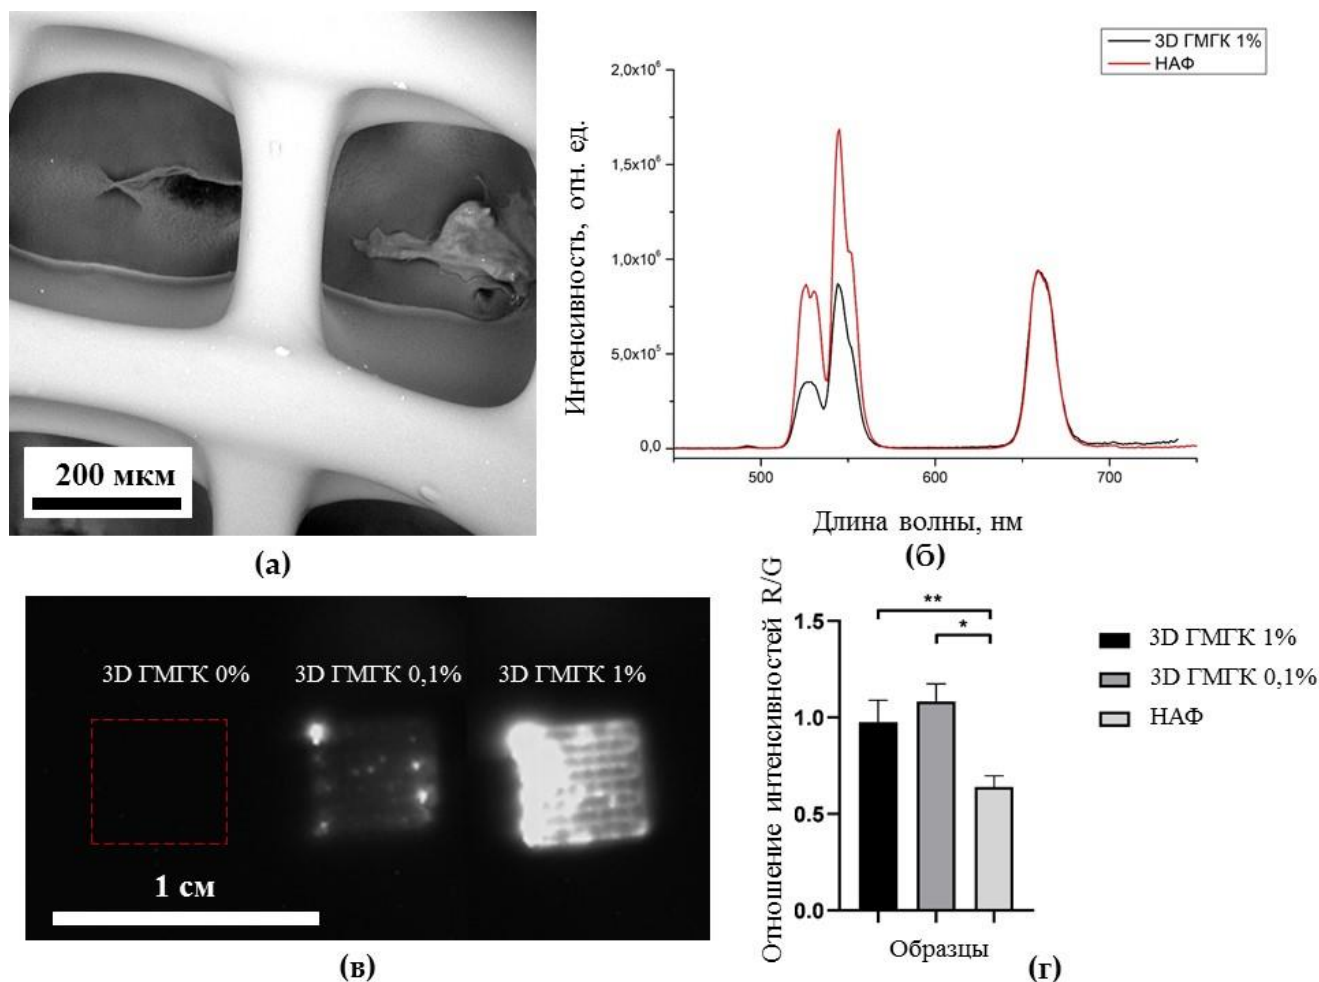 200 мкм
(а)
3D ГМГК 1%
НАФ
2,0x10⁶
1,5x10⁶
1,0x10⁶
5,0x10⁵
0,0
500
600
700
Интенсивность, отн. ед.
Длина волны, нм
(б)
3D ГМГК 0%
3D ГМГК 0,1%
3D ГМГК 1%
1 см
(в)
Отношение интенсивностей R/G
1.5
1.0
0.5
0.0
**
*
Образцы
3D ГМГК 1%
3D ГМГК 0,1%
НАФ
(г)